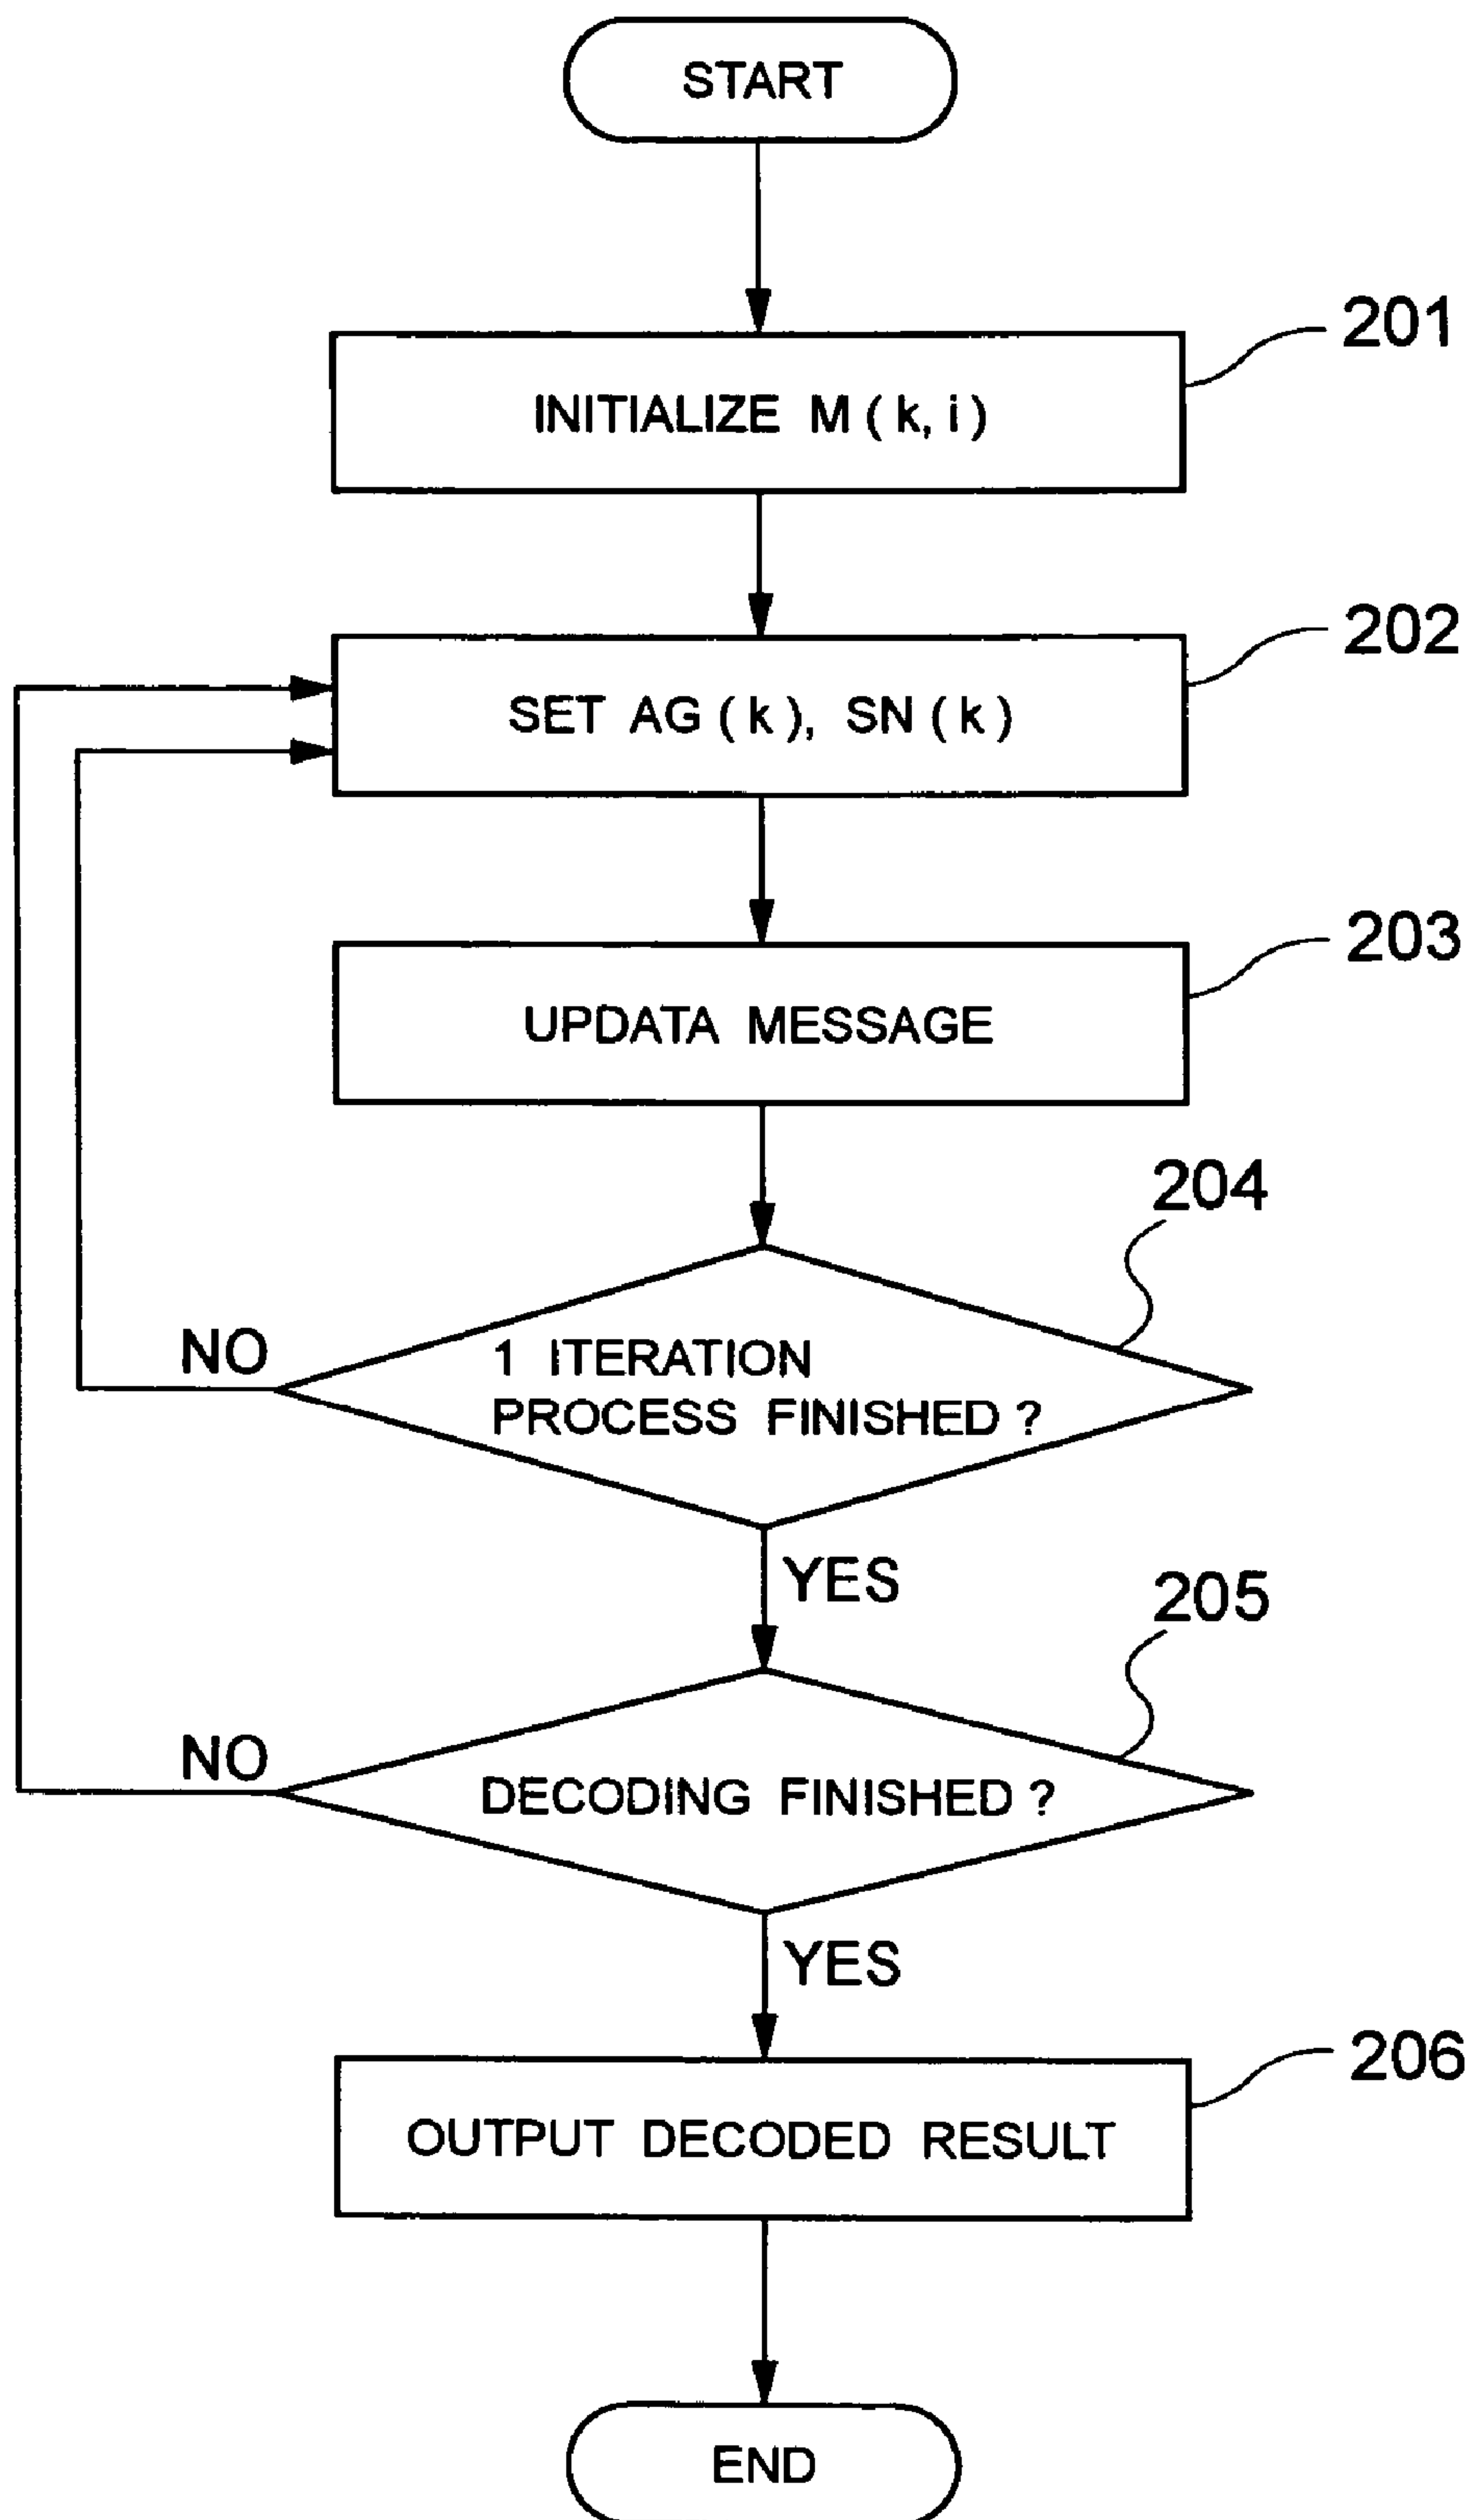 START
201
INITIALIZE M(k,i)
202
SET AG(k), SN(k)
203
UPDATA MESSAGE
204
NO
1 ITERATION
PROCESS FINISHED?
YES
205
NO
DECODING FINISHED?
YES
206
OUTPUT DECODED RESULT
END